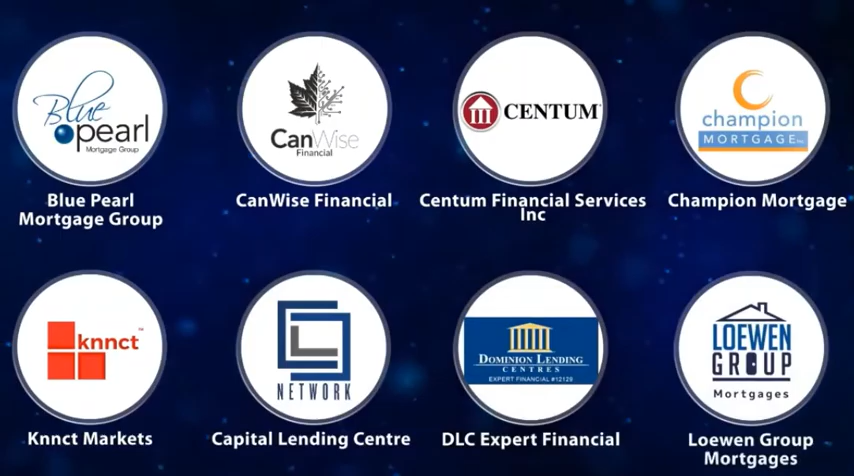 Blue
pearl
Mortgage Group
CanWise
Financial
CENTUM
champion
MORTGAGE
Blue Pearl
Mortgage Group
CanWise Financial
Centum Financial Services
Inc
Champion Mortgage
knnct™
NETWORK
DOMINION LENDING
CENTRES
EXPERT FINANCIAL #12129
LOEWEN
GROUP
Mortgages
Knnct Markets
Capital Lending Centre
DLC Expert Financial
Loewen Group
Mortgages